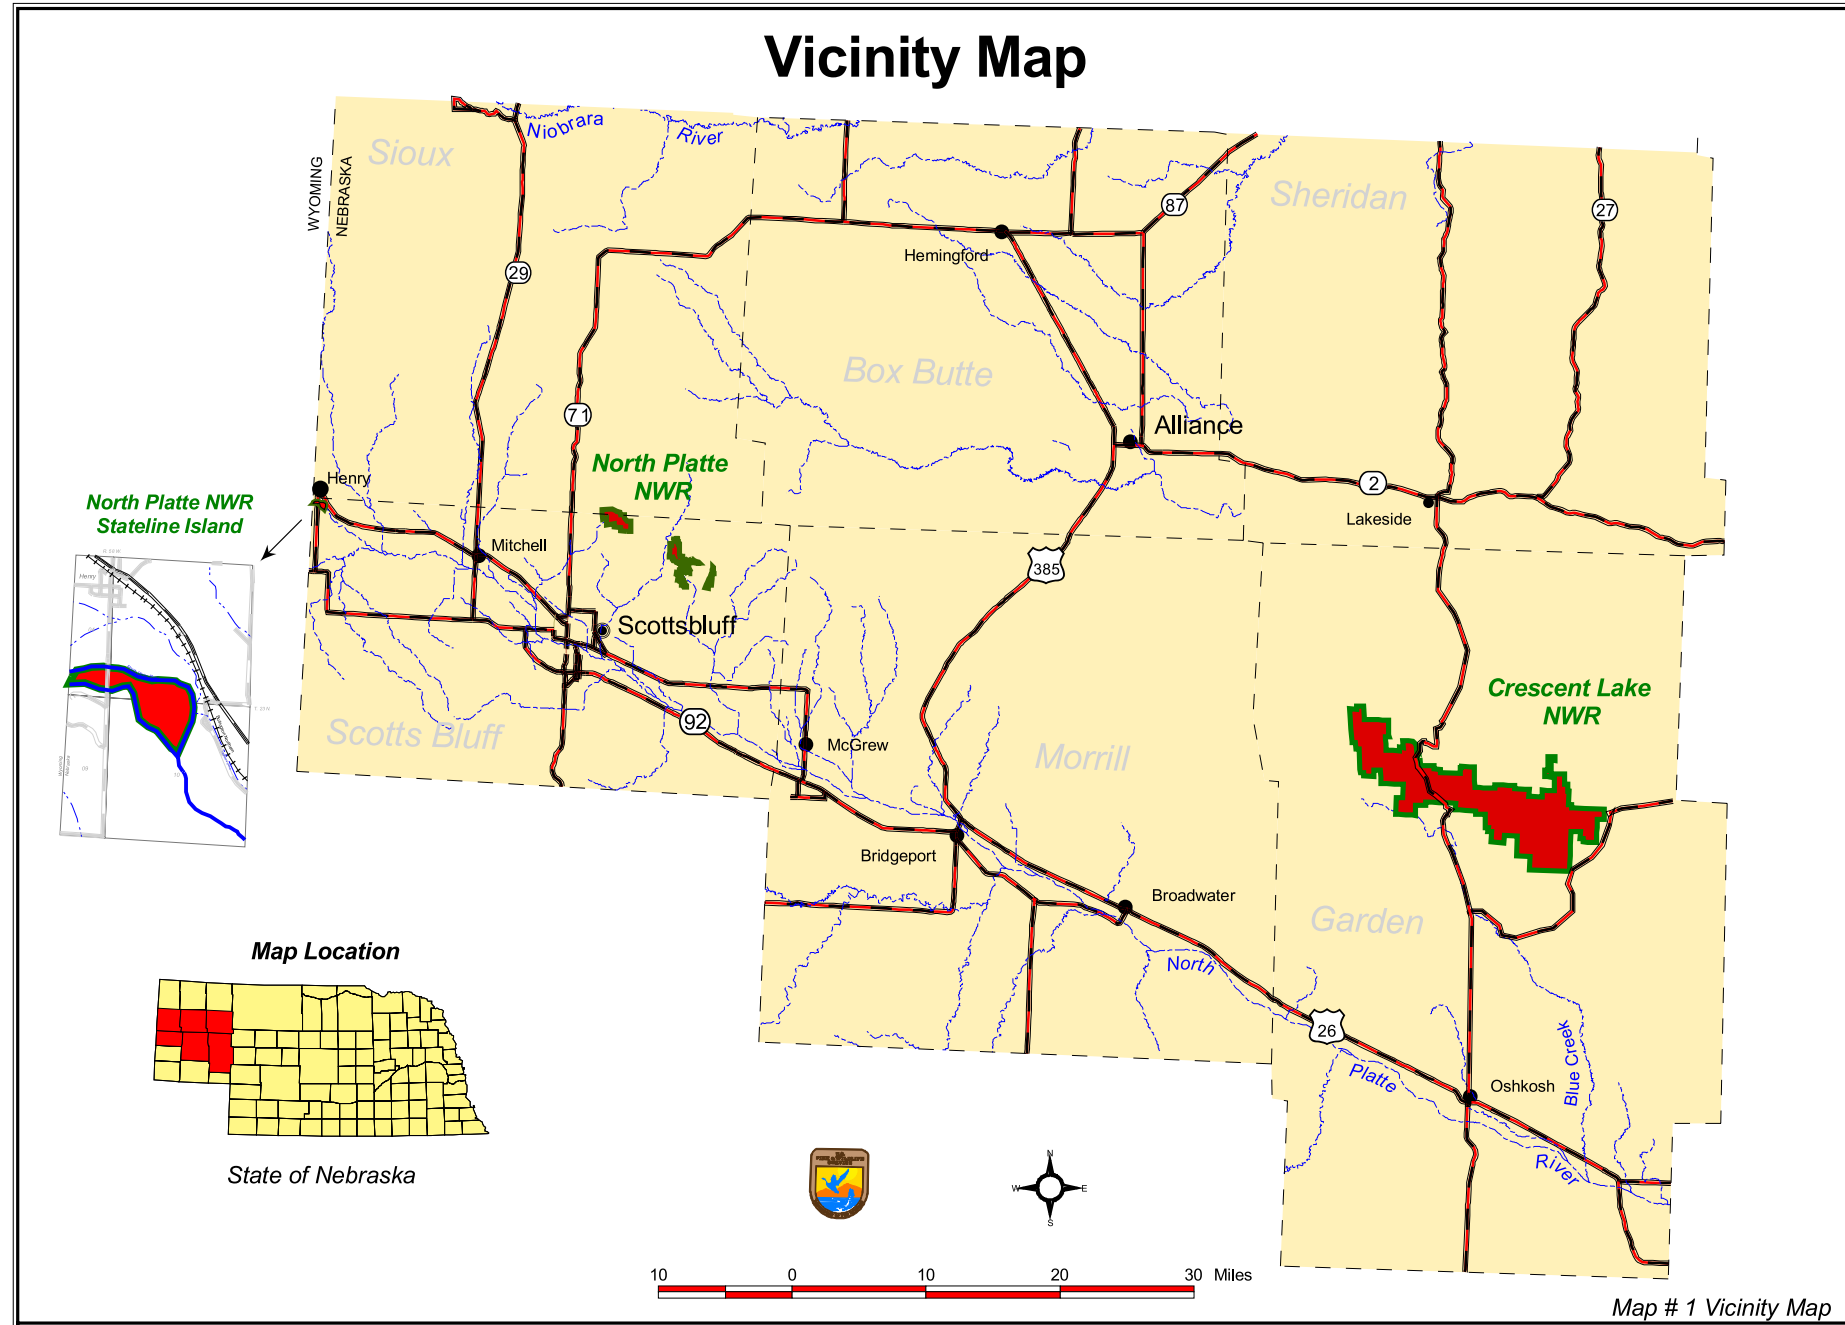 Vicinity Map
Niobrara
River
Sioux
WYOMING
NEBRASKA
Sheridan
87
27
Hemingford
29
Box Butte
71
Alliance
North Platte
NWR
Henry
2
North Platte NWR
Stateline Island
Lakeside
Mitchell
385
Henry
Scottsbluff
Crescent Lake
NWR
92
Scotts Bluff
McGrew
Morrill
Bridgeport
Broadwater
Garden
Map Location
North
26
Blue Creek
Platte
Oshkosh
River
State of Nebraska
N
W
E
S
10
0
10
20
30
Miles
Map # 1 Vicinity Map